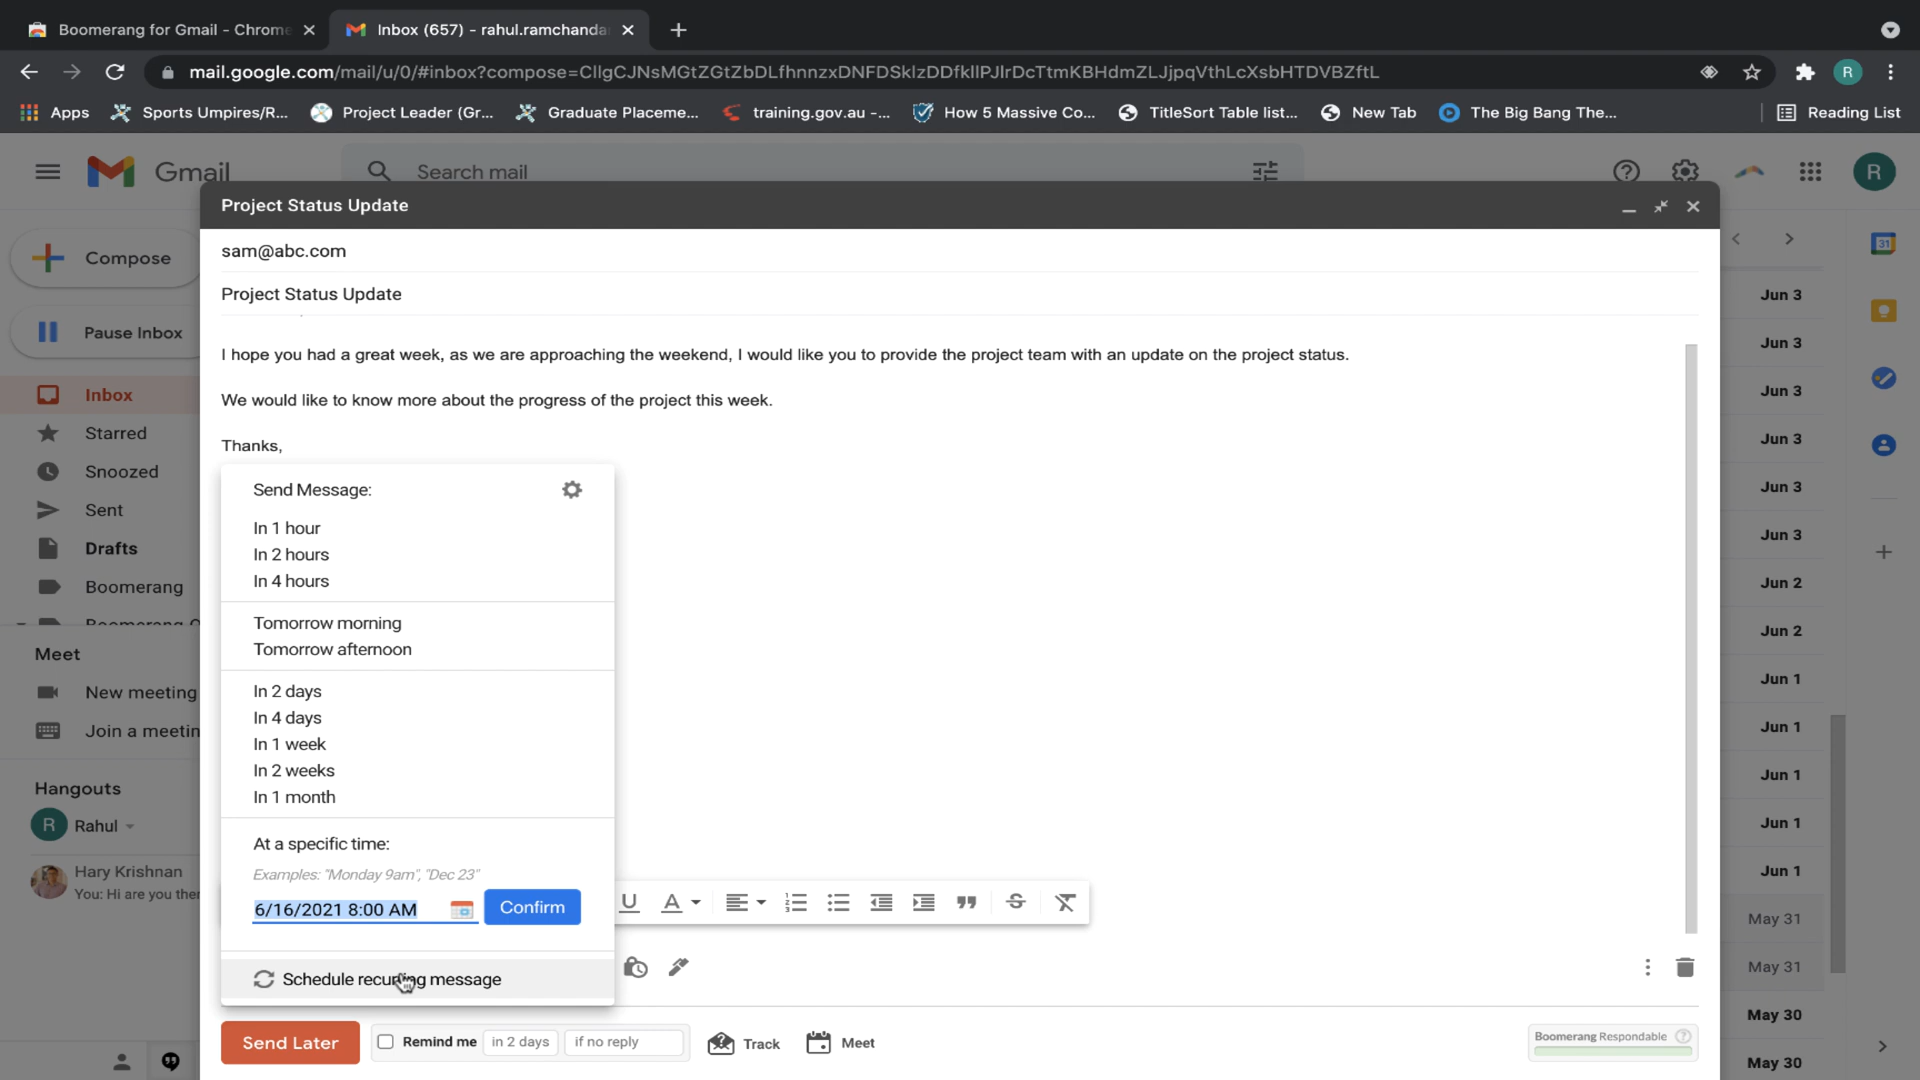 Boomerang for Gmail - Chrome
Inbox (657) - rahul.ramchanda
mail.google.com/mail/u/0/#inbox?compose=CllgCJNsMGtZGtZbDLfhnnzxDNFDSklzDDfkllPJlrDcTtmKBHdmZLJjpqVthLcXsbHTDVBZftL
R
Apps
Sports Umpires/R...
Project Leader (Gr...
Graduate Placeme...
training.gov.au -...
How 5 Massive Co...
TitleSort Table list...
New Tab
The Big Bang The...
Reading List
Gmail
Search mail
R
Project Status Update
Compose
sam@abc.com
31
Project Status Update
Jun 3
Pause Inbox
Jun 3
I hope you had a great week, as we are approaching the weekend, I would like you to provide the project team with an update on the project status.
Inbox
We would like to know more about the progress of the project this week.
Jun 3
Starred
Thanks,
Jun 3
Snoozed
Send Message:
Jun 3
Sent
In 1 hour
Jun 3
Drafts
In 2 hours
In 4 hours
Jun 2
Boomerang
Tomorrow morning
Jun 2
Tomorrow afternoon
Meet
New meeting
In 2 days
Jun 1
In 4 days
Join a meetin
Jun 1
In 1 week
In 2 weeks
Jun 1
Hangouts
In 1 month
R
Rahul
Jun 1
At a specific time:
Hary Krishnan
Examples: "Monday 9am", "Dec 23"
Jun 1
You: Hi are you ther
6/16/2021 8:00 AM
Confirm
U A
May 31
Schedule recurring message
May 31
May 30
Send Later
Remind me
in 2 days
if no reply
Track
Meet
Boomerang Respondable
May 30